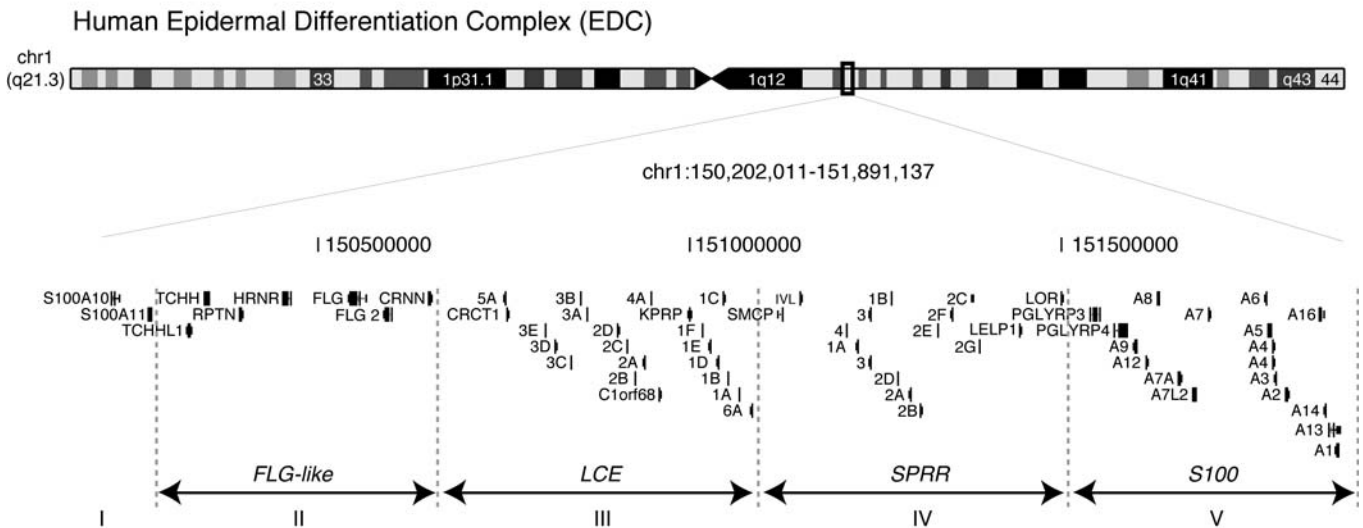 Human Epidermal Differentiation Complex (EDC)
chr1
(q21.3)
33 1p31.1 1q12 1q41 q43 44
chr1:150,202,011-151,891,137
150500000 151000000 151500000
S100A10 TCHH HRNR FLG CRNN 5A 3B 4A 1C IVL 1B 2C LOR A8 A6
S100A11 RPTN FLG 2 CRCT1 3A KPRP SMCP 3 2F PGLYRP3 A7 A16
TCHHL1 3E 2D 1F 4 2E LELP1 PGLYRP4 A5
3D 2C 1E 1A 2G A9 A4
3C 2A 1D 3 A12 A4
2B 1B 2D A7A A3
C1orf68 1A 2A A7L2 A2
6A 2B A14
A13
A1
FLG-like LCE SPRR S100
I II III IV V